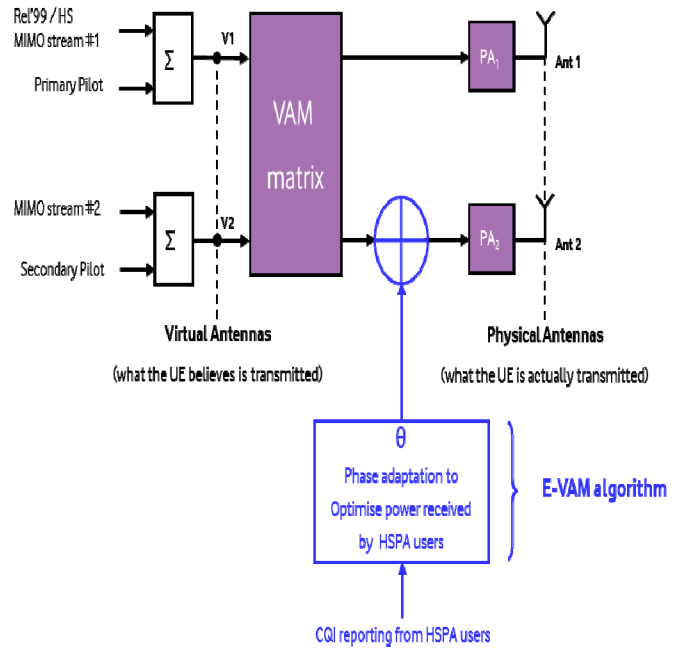 Rel'99 / HS
MIMO stream #1
Primary Pilot
Σ
V1
VAM
matrix
PA1
Ant 1
MIMO stream #2
Secondary Pilot
Σ
V2
PA2
Ant 2
Virtual Antennas
(what the UE believes is transmitted)
Physical Antennas
(what the UE is actually transmitted)
θ
Phase adaptation to
Optimise power received
by HSPA users
E-VAM algorithm
CQI reporting from HSPA users